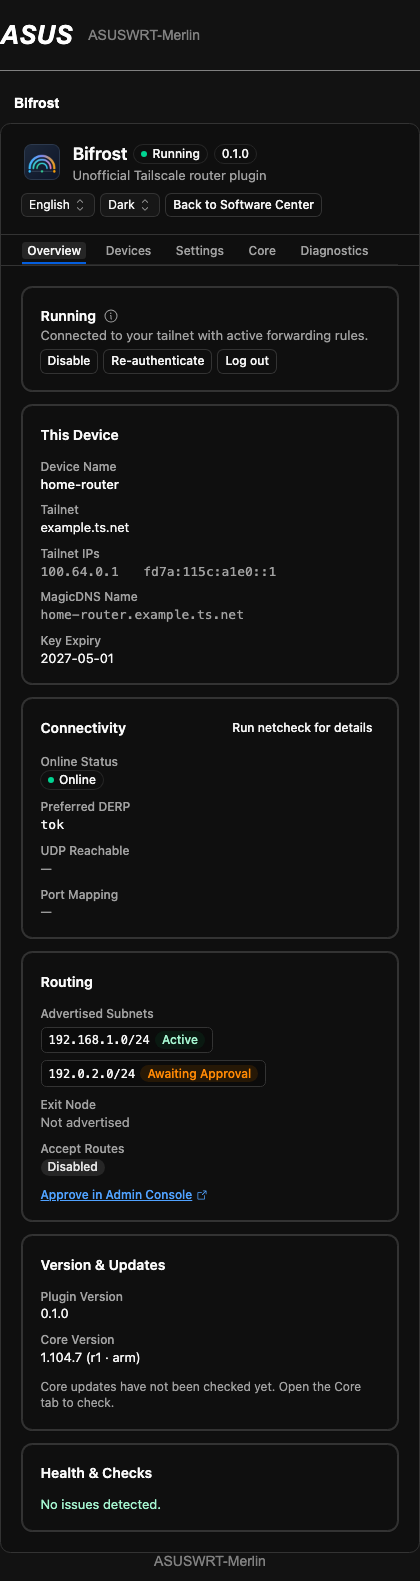 ASUS ASUSWRT-Merlin
Bifrost
Bifrost Running 0.1.0
Unofficial Tailscale router plugin
English Dark Back to Software Center
Overview Devices Settings Core Diagnostics
Running
Connected to your tailnet with active forwarding rules.
Disable Re-authenticate Log out
This Device
Device Name
home-router
Tailnet
example.ts.net
Tailnet IPs
100.64.0.1 fd7a:115c:a1e0::1
MagicDNS Name
home-router.example.ts.net
Key Expiry
2027-05-01
Connectivity Run netcheck for details
Online Status
Online
Preferred DERP
tok
UDP Reachable
—
Port Mapping
—
Routing
Advertised Subnets
192.168.1.0/24 Active
192.0.2.0/24 Awaiting Approval
Exit Node
Not advertised
Accept Routes
Disabled
Approve in Admin Console
Version & Updates
Plugin Version
0.1.0
Core Version
1.104.7 (r1 · arm)
Core updates have not been checked yet. Open the Core
tab to check.
Health & Checks
No issues detected.
ASUSWRT-Merlin